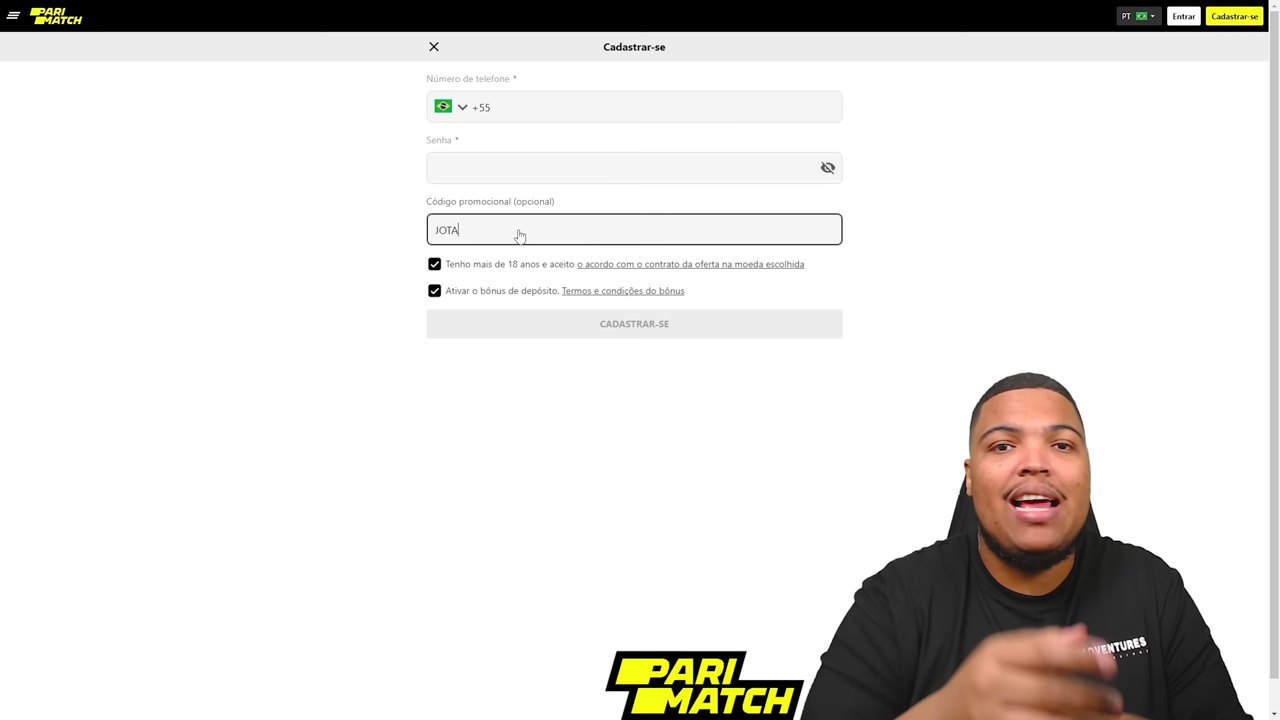 PARI MATCH
PT
Entrar
Cadastrar-se
Cadastrar-se
Número de telefone *
+55
Senha *
Código promocional (opcional)
JOTA
Tenho mais de 18 anos e aceito o acordo com o contrato da oferta na moeda escolhida
Ativar o bônus de depósito. Termos e condições do bônus
CADASTRAR-SE
PARI
MATCH